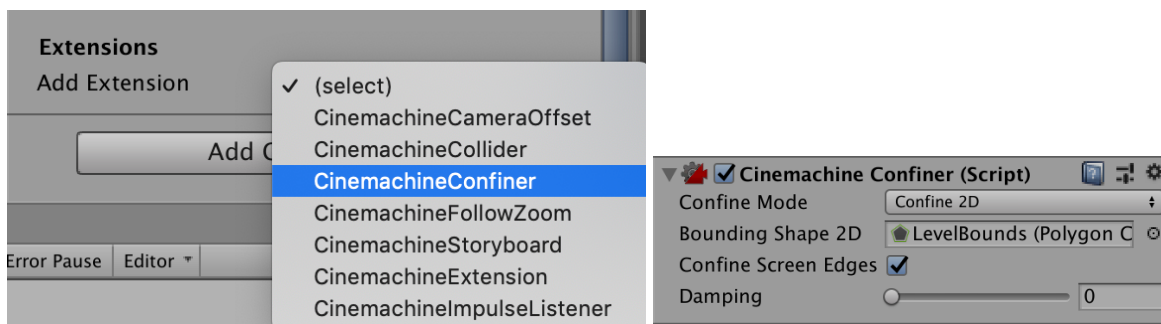 Extensions
Add Extension
(select)
CinemachineCameraOffset
CinemachineCollider
Add C
CinemachineConfiner
CinemachineFollowZoom
CinemachineStoryboard
Error Pause Editor
CinemachineExtension
CinemachineImpulseListener
Cinemachine Confiner (Script)
Confine Mode Confine 2D
Bounding Shape 2D LevelBounds (Polygon C
Confine Screen Edges
Damping 0